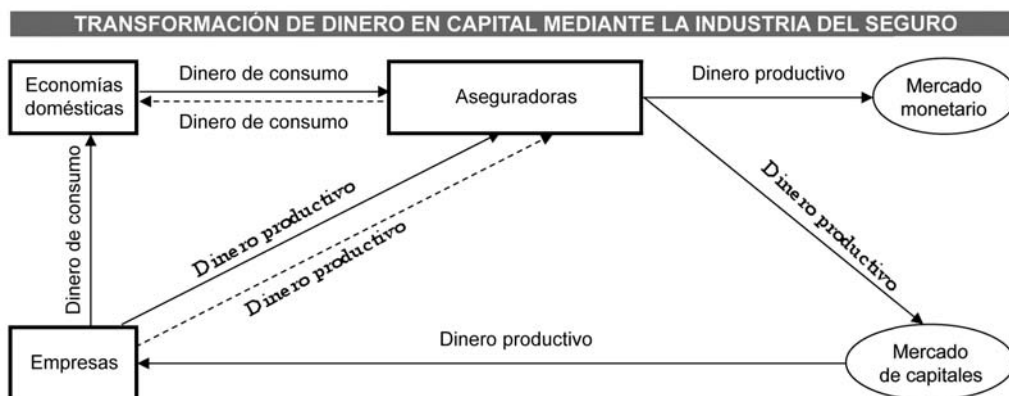 TRANSFORMACIÓN DE DINERO EN CAPITAL MEDIANTE LA INDUSTRIA DEL SEGURO
Economías
domésticas
Dinero de consumo
Dinero de consumo
Aseguradoras
Dinero productivo
Mercado
monetario
Dinero de consumo
Dinero productivo
Dinero productivo
Dinero productivo
Empresas
Dinero productivo
Mercado
de capitales